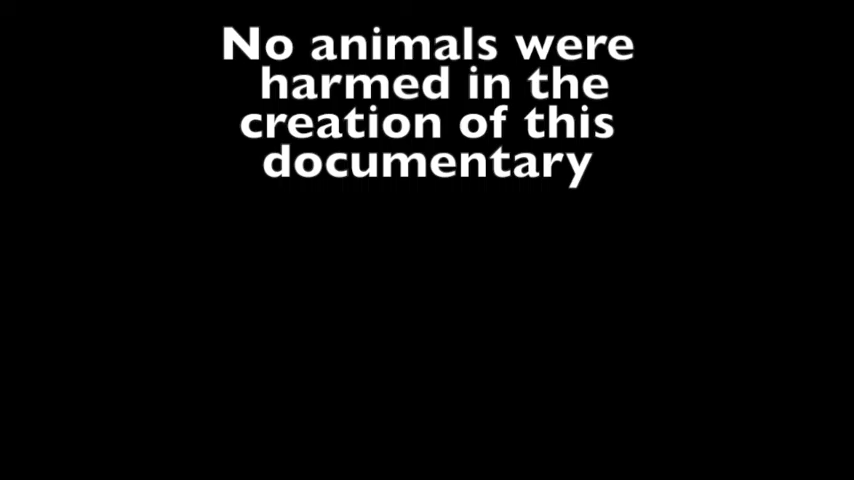 No animals were
harmed in the
creation of this
documentary